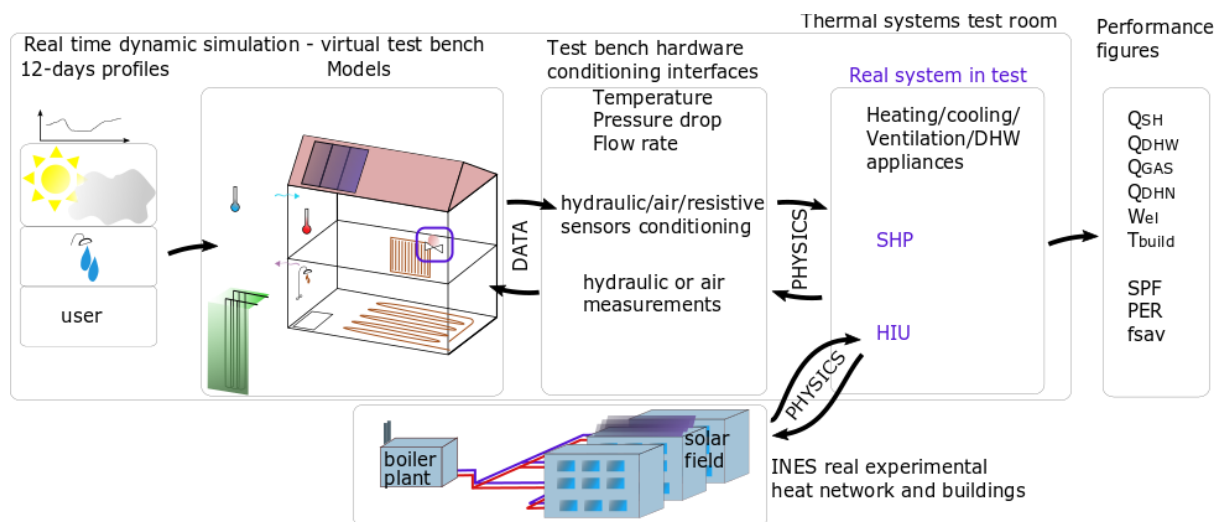 Thermal systems test room
Performance
figures
Real time dynamic simulation - virtual test bench
12-days profiles
Models
Test bench hardware
conditioning interfaces
Real system in test
Temperature
Pressure drop
Flow rate
hydraulic/air/resistive
sensors conditioning
hydraulic or air
measurements
DATA
PHYSICS
Heating/cooling/
Ventilation/DHW
appliances
SHP
HIU
QSH
QDHW
QGAS
QDHN
Wel
Tbuild
SPF
PER
fsav
user
PHYSICS
boiler
plant
solar
field
INES real experimental
heat network and buildings